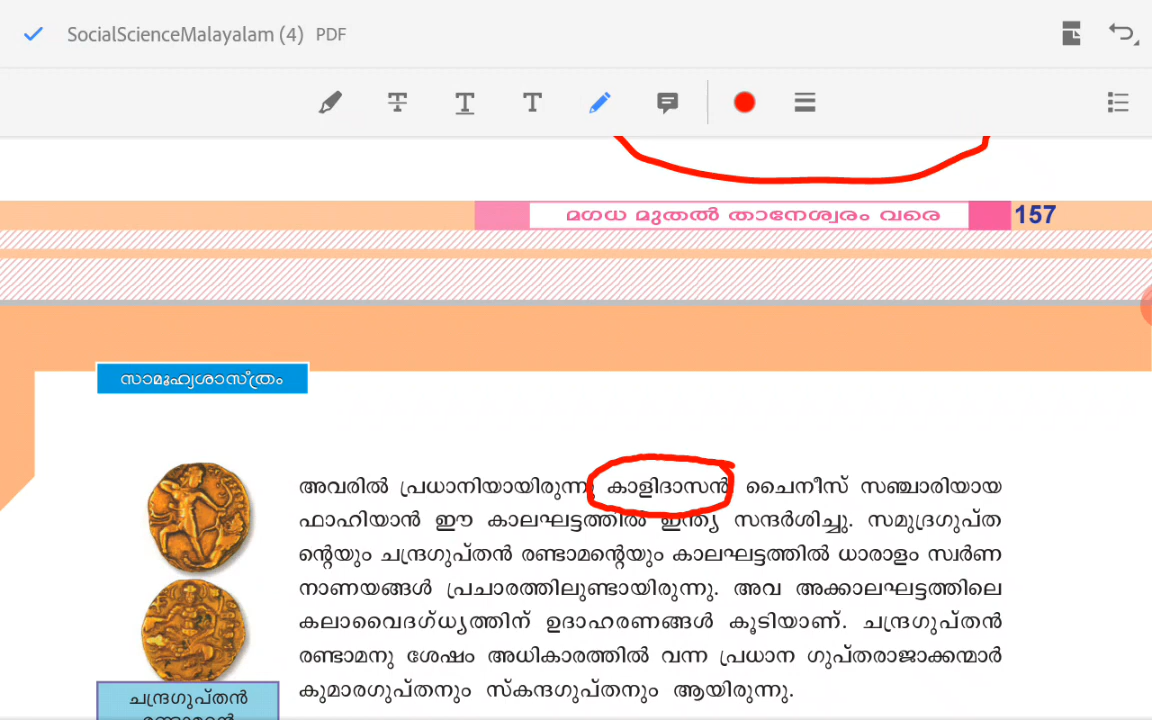 SocialScienceMalayalam (4) PDF
മഗധ മുതൽ താനേശ്വരം വരെ 157
സാമൂഹ്യശാസ്ത്രം
അവരിൽ പ്രധാനിയായിരുന്നു കാളിദാസൻ. ചൈനീസ് സഞ്ചാരിയായ
ഫാഹിയാൻ ഈ കാലഘട്ടത്തിൽ ഇന്ത്യ സന്ദർശിച്ചു. സമുദ്രഗുപ്ത
ന്റെയും ചന്ദ്രഗുപ്തൻ രണ്ടാമന്റെയും കാലഘട്ടത്തിൽ ധാരാളം സ്വർണ
നാണയങ്ങൾ പ്രചാരത്തിലുണ്ടായിരുന്നു. അവ അക്കാലഘട്ടത്തിലെ
കലാവൈദഗ്ധ്യത്തിന് ഉദാഹരണങ്ങൾ കൂടിയാണ്. ചന്ദ്രഗുപ്തൻ
രണ്ടാമനു ശേഷം അധികാരത്തിൽ വന്ന പ്രധാന ഗുപ്തരാജാക്കന്മാർ
കുമാരഗുപ്തനും സ്കന്ദഗുപ്തനും ആയിരുന്നു.
ചന്ദ്രഗുപ്തൻ
രണ്ടാമന്റെ